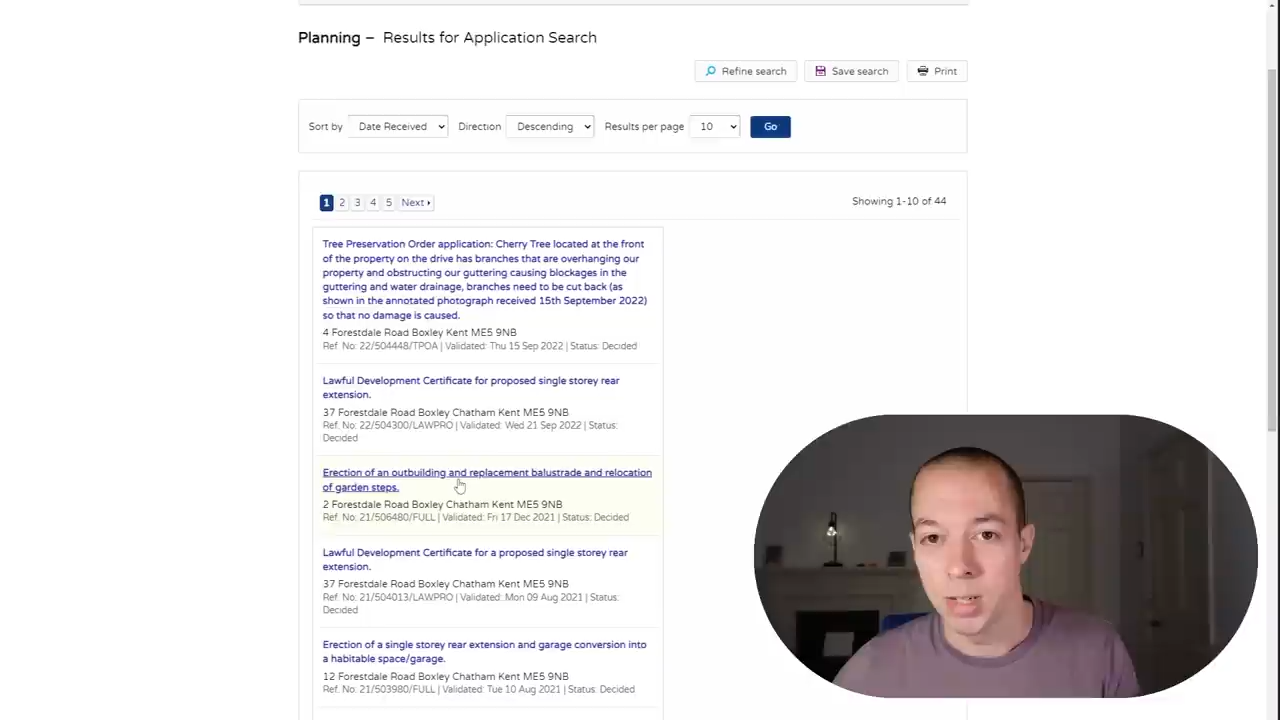 Planning – Results for Application Search
Refine search
Save search
Print
Sort by Date Received Direction Descending Results per page 10 Go
1 2 3 4 5 Next
Showing 1-10 of 44
Tree Preservation Order application: Cherry Tree located at the front
of the property on the drive has branches that are overhanging our
property and obstructing our guttering causing blockages in the
guttering and water drainage, branches need to be cut back (as
shown in the annotated photograph received 15th September 2022)
so that no damage is caused.
4 Forestdale Road Boxley Kent ME5 9NB
Ref. No: 22/504448/TPOA | Validated: Thu 15 Sep 2022 | Status: Decided
Lawful Development Certificate for proposed single storey rear
extension.
37 Forestdale Road Boxley Chatham Kent ME5 9NB
Ref. No: 22/504300/LAWPRO | Validated: Wed 21 Sep 2022 | Status:
Decided
Erection of an outbuilding and replacement balustrade and relocation
of garden steps.
2 Forestdale Road Boxley Chatham Kent ME5 9NB
Ref. No: 21/506480/FULL | Validated: Fri 17 Dec 2021 | Status: Decided
Lawful Development Certificate for a proposed single storey rear
extension.
37 Forestdale Road Boxley Chatham Kent ME5 9NB
Ref. No: 21/504013/LAWPRO | Validated: Mon 09 Aug 2021 | Status:
Decided
Erection of a single storey rear extension and garage conversion into
a habitable space/garage.
12 Forestdale Road Boxley Chatham Kent ME5 9NB
Ref. No: 21/503980/FULL | Validated: Tue 10 Aug 2021 | Status: Decided